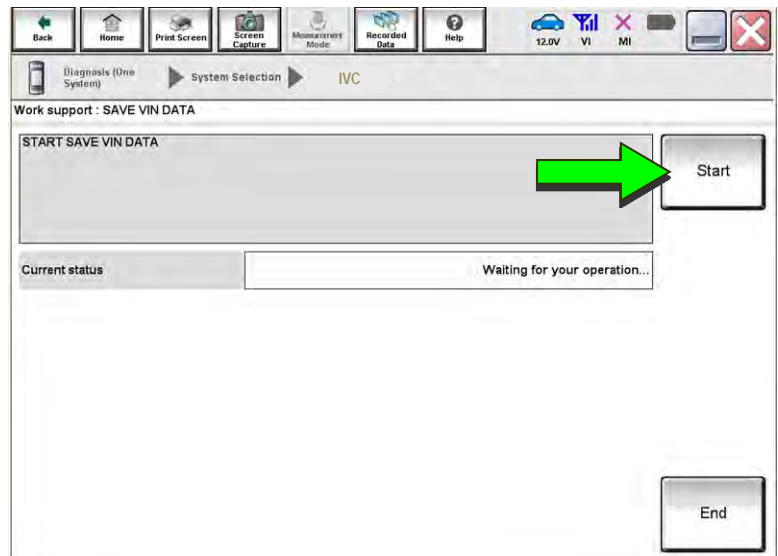 Back
Home
Print Screen
Screen
Capture
Measurement
Mode
Recorded
Data
Help
12.0V
VI
MI
Diagnosis (One
System)
System Selection
IVC
Work support : SAVE VIN DATA
START SAVE VIN DATA
Start
Current status
Waiting for your operation...
End